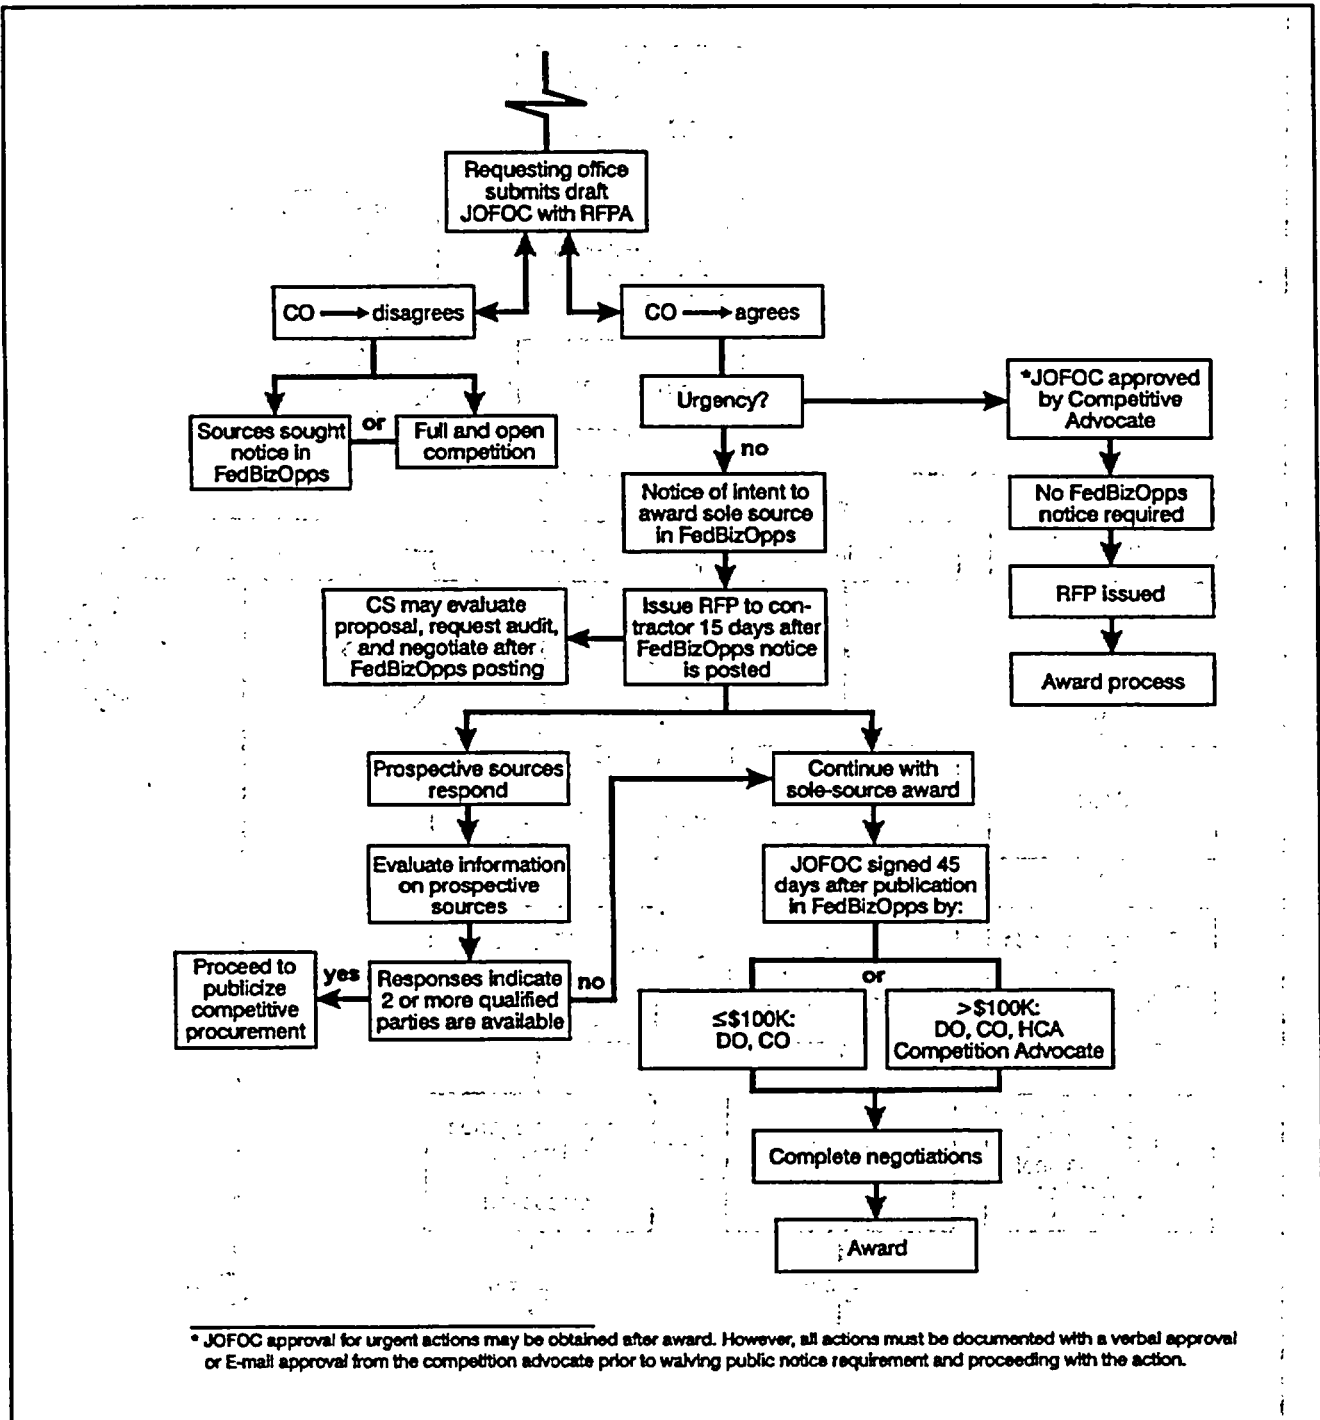 Requesting office
submits draft
JOFOC with RFPA
CO → disagrees
CO → agrees
Sources sought
notice in
FedBizOpps
or
Full and open
competition
Urgency?
*JOFOC approved
by Competitive
Advocate
no
Notice of intent to
award sole source
in FedBizOpps
No FedBizOpps
notice required
RFP issued
Award process
CS may evaluate
proposal, request audit,
and negotiate after
FedBizOpps posting
Issue RFP to con-
tractor 15 days after
FedBizOpps notice
is posted
Prospective sources
respond
Continue with
sole-source award
Evaluate information
on prospective
sources
JOFOC signed 45
days after publication
in FedBizOpps by:
Proceed to
publicize
competitive
procurement
yes
Responses indicate
2 or more qualified
parties are available
no
or
≤$100K:
DO, CO
>$100K:
DO, CO, HCA
Competition Advocate
Complete negotiations
Award
* JOFOC approval for urgent actions may be obtained after award. However, all actions must be documented with a verbal approval
or E-mail approval from the competition advocate prior to waiving public notice requirement and proceeding with the action.